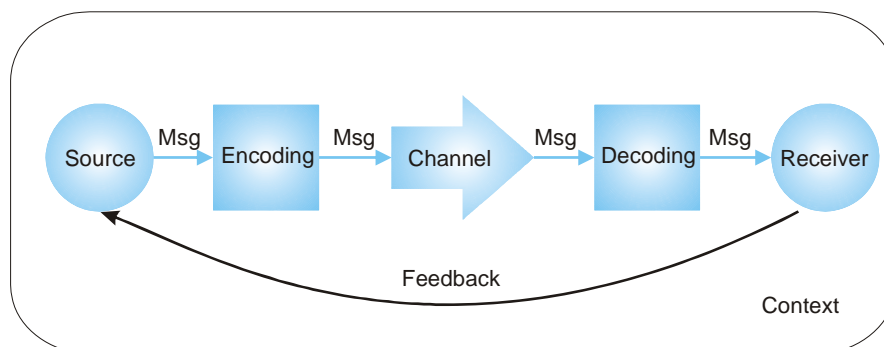 Msg
Msg
Msg
Msg
Source
Encoding
Channel
Decoding
Receiver
Feedback
Context